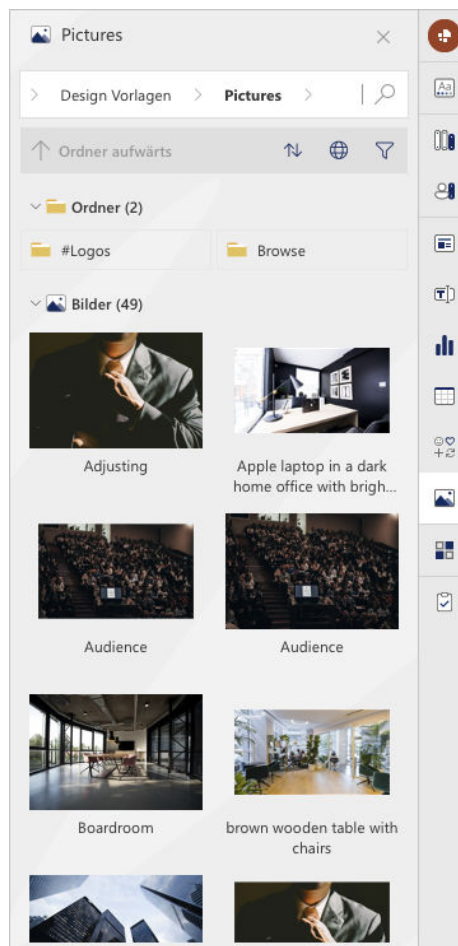 Pictures
Design Vorlagen
Pictures
Ordner aufwärts
Ordner (2)
#Logos
Browse
Bilder (49)
Adjusting
Apple laptop in a dark
home office with brigh...
Audience
Audience
Boardroom
brown wooden table with
chairs
Aa
T